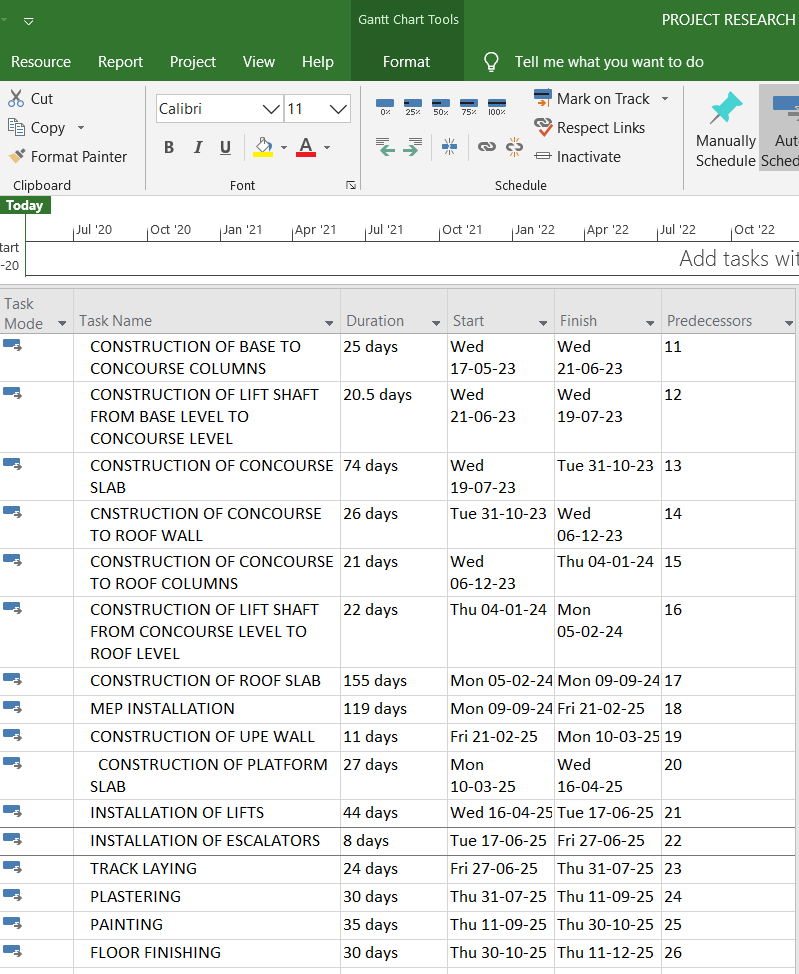 Gantt Chart Tools PROJECT RESEARCH
Resource Report Project View Help Format Tell me what you want to do
Cut
Copy
Format Painter
Clipboard
Calibri 11
B I U A
Font
0% 25% 50% 75% 100%
Mark on Track
Respect Links
Inactivate
Schedule
Manually
Schedule
Aut
Sched
Today
Jul '20 Oct '20 Jan '21 Apr '21 Jul '21 Oct '21 Jan '22 Apr '22 Jul '22 Oct '22
tart
-20
Add tasks wit
Task
Mode Task Name Duration Start Finish Predecessors
CONSTRUCTION OF BASE TO 25 days Wed Wed 11
CONCOURSE COLUMNS 17-05-23 21-06-23
CONSTRUCTION OF LIFT SHAFT 20.5 days Wed Wed 12
FROM BASE LEVEL TO 21-06-23 19-07-23
CONCOURSE LEVEL
CONSTRUCTION OF CONCOURSE 74 days Wed Tue 31-10-23 13
SLAB 19-07-23
CNSTRUCTION OF CONCOURSE 26 days Tue 31-10-23 Wed 14
TO ROOF WALL 06-12-23
CONSTRUCTION OF CONCOURSE 21 days Wed Thu 04-01-24 15
TO ROOF COLUMNS 06-12-23
CONSTRUCTION OF LIFT SHAFT 22 days Thu 04-01-24 Mon 16
FROM CONCOURSE LEVEL TO 05-02-24
ROOF LEVEL
CONSTRUCTION OF ROOF SLAB 155 days Mon 05-02-24 Mon 09-09-24 17
MEP INSTALLATION 119 days Mon 09-09-24 Fri 21-02-25 18
CONSTRUCTION OF UPE WALL 11 days Fri 21-02-25 Mon 10-03-25 19
CONSTRUCTION OF PLATFORM 27 days Mon Wed 20
SLAB 10-03-25 16-04-25
INSTALLATION OF LIFTS 44 days Wed 16-04-25 Tue 17-06-25 21
INSTALLATION OF ESCALATORS 8 days Tue 17-06-25 Fri 27-06-25 22
TRACK LAYING 24 days Fri 27-06-25 Thu 31-07-25 23
PLASTERING 30 days Thu 31-07-25 Thu 11-09-25 24
PAINTING 35 days Thu 11-09-25 Thu 30-10-25 25
FLOOR FINISHING 30 days Thu 30-10-25 Thu 11-12-25 26